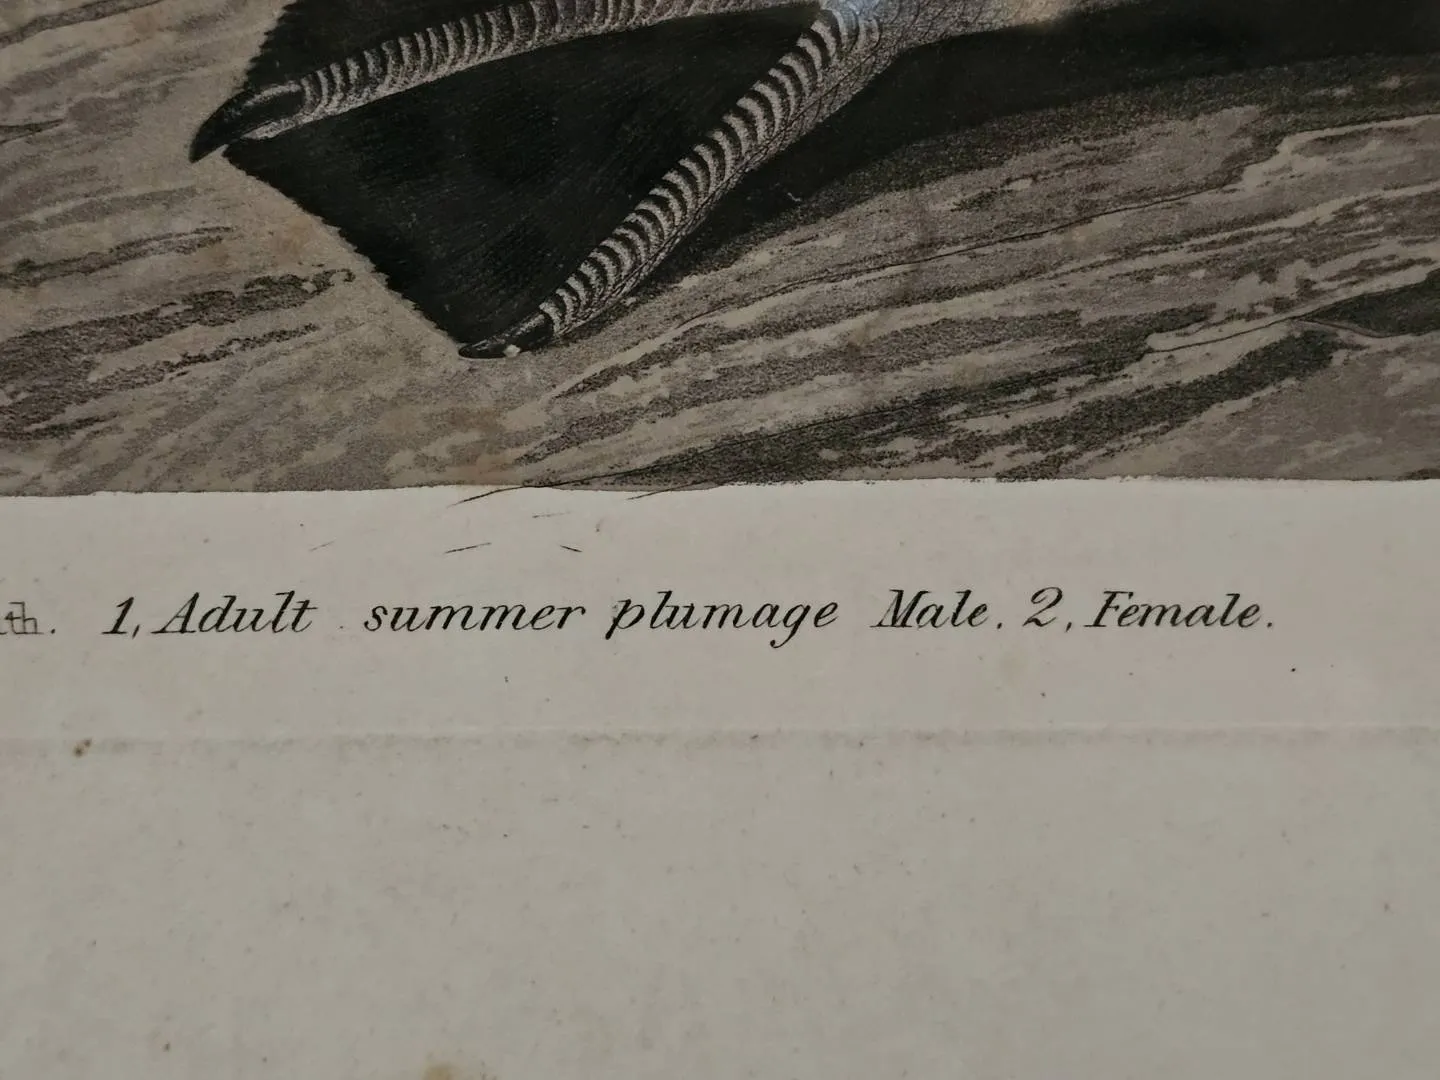 th. 1, Adult summer plumage Male. 2, Female.